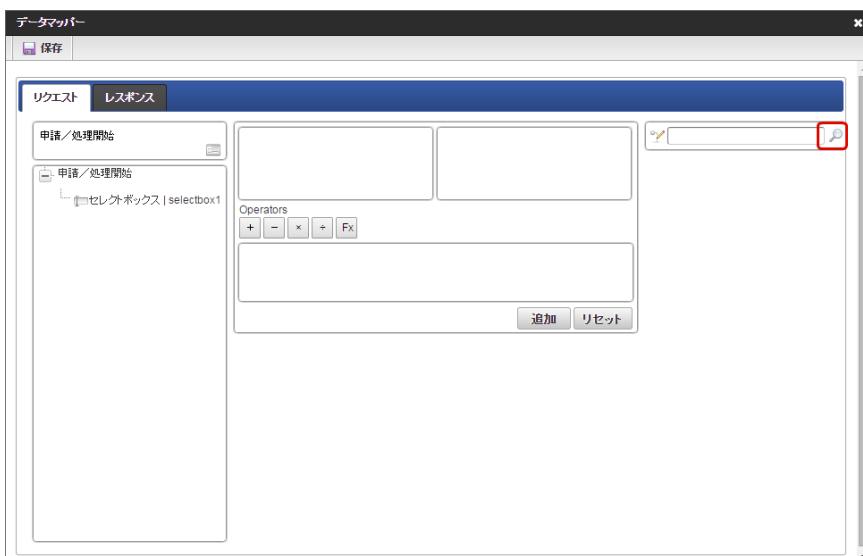 データマッパー
保存
リクエスト レスポンス
申請／処理開始
申請／処理開始
セレクトボックス | selectbox1
Operators
+ − × ÷ Fx
追加 リセット